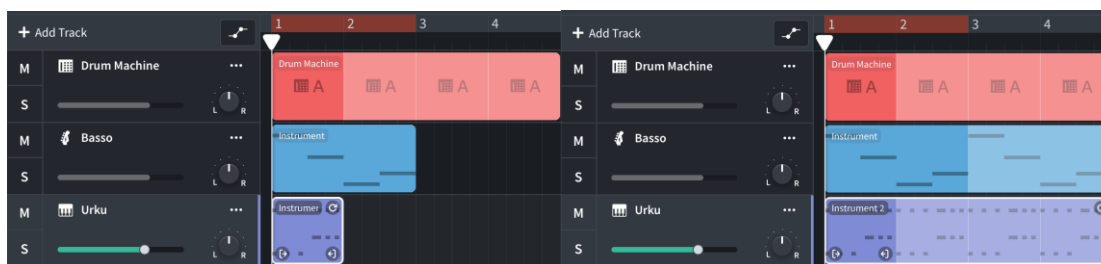 + Add Track
1 2 3 4
M Drum Machine ...
S L R
Drum Machine
A A A A
M Basso ...
S L R
Instrument
M Urku ...
S L R
Instrumer
+ Add Track
1 2 3 4
M Drum Machine ...
S L R
Drum Machine
A A A A
M Basso ...
S L R
Instrument
M Urku ...
S L R
Instrument 2